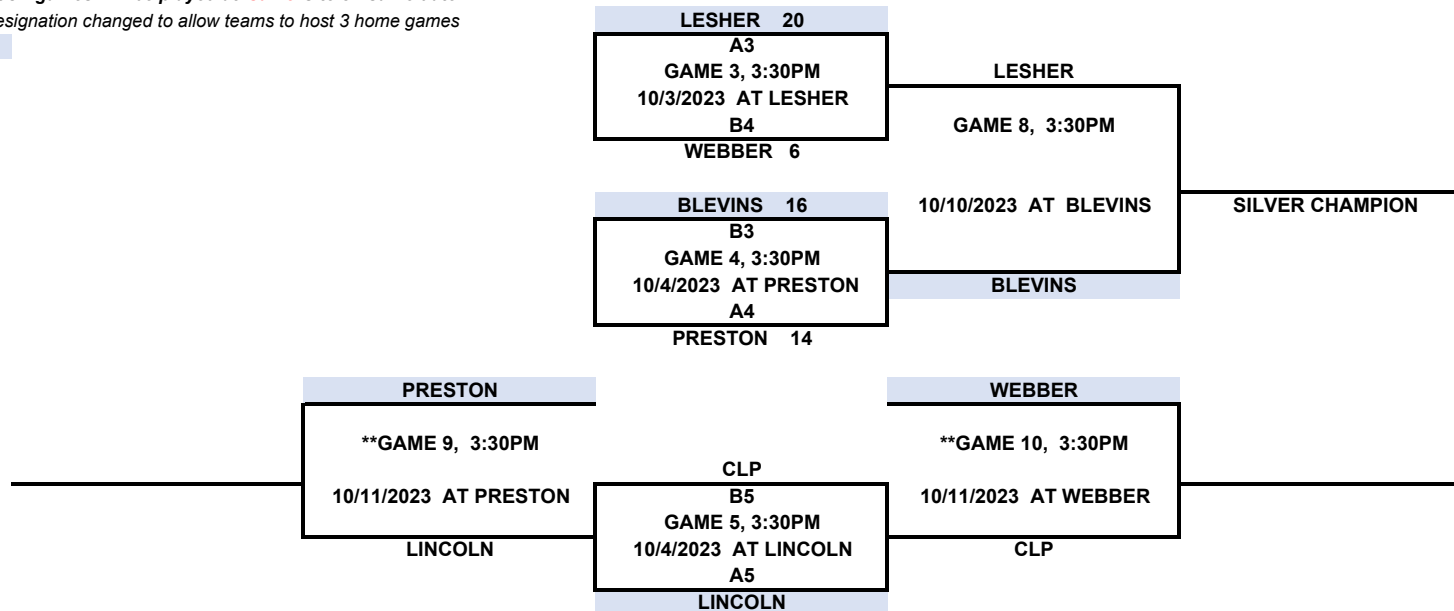 esignation changed to allow teams to host 3 home games
LESHER 20
A3
GAME 3, 3:30PM
10/3/2023 AT LESHER
B4
WEBBER 6
LESHER
GAME 8, 3:30PM
10/10/2023 AT BLEVINS
BLEVINS
SILVER CHAMPION
BLEVINS 16
B3
GAME 4, 3:30PM
10/4/2023 AT PRESTON
A4
PRESTON 14
PRESTON
**GAME 9, 3:30PM
10/11/2023 AT PRESTON
LINCOLN
CLP
B5
GAME 5, 3:30PM
10/4/2023 AT LINCOLN
A5
LINCOLN
WEBBER
**GAME 10, 3:30PM
10/11/2023 AT WEBBER
CLP